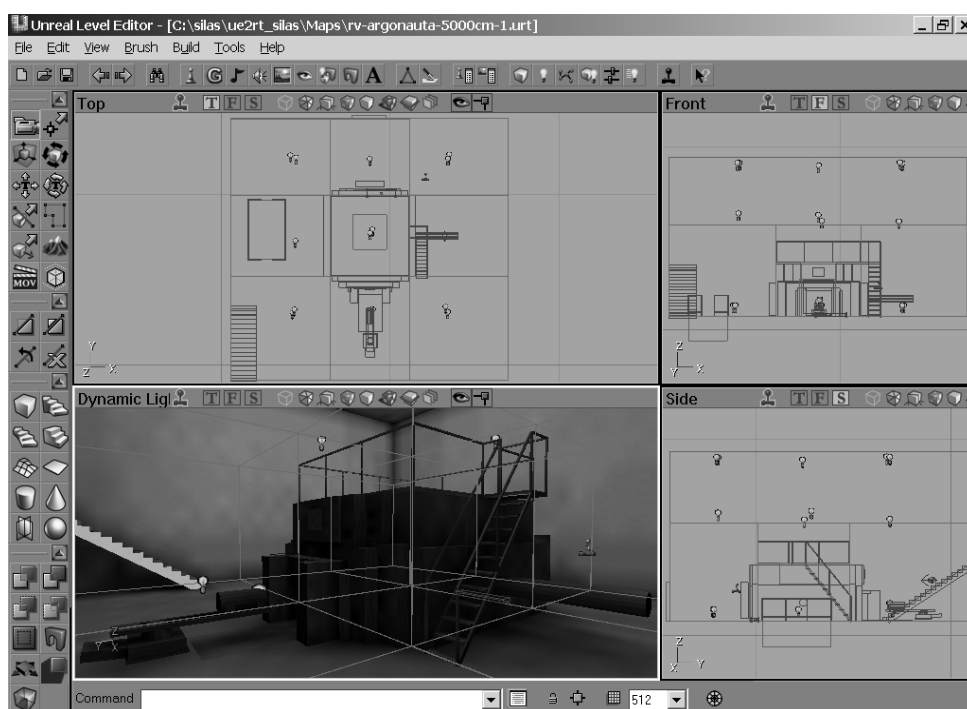 Unreal Level Editor - [C:\silas\ue2rt_silas\Maps\rv-argonauta-5000cm-1.urt]
File Edit View Brush Build Tools Help
G A
Top T F S
Front T F S
Y
Z X
Z
Y X
MOV
Dynamic Ligl T F S
Side T F S
Z
Y X
Z
X Y
Command 512